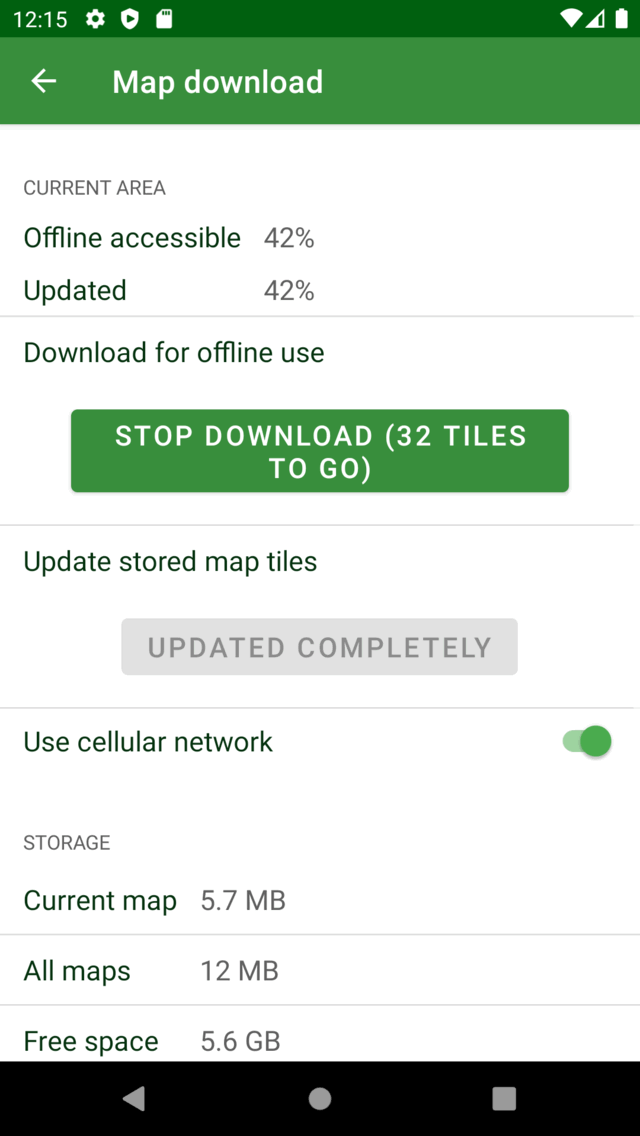 12:15
Map download
CURRENT AREA
Offline accessible 42%
Updated 42%
Download for offline use
STOP DOWNLOAD (32 TILES
TO GO)
Update stored map tiles
UPDATED COMPLETELY
Use cellular network
STORAGE
Current map 5.7 MB
All maps 12 MB
Free space 5.6 GB